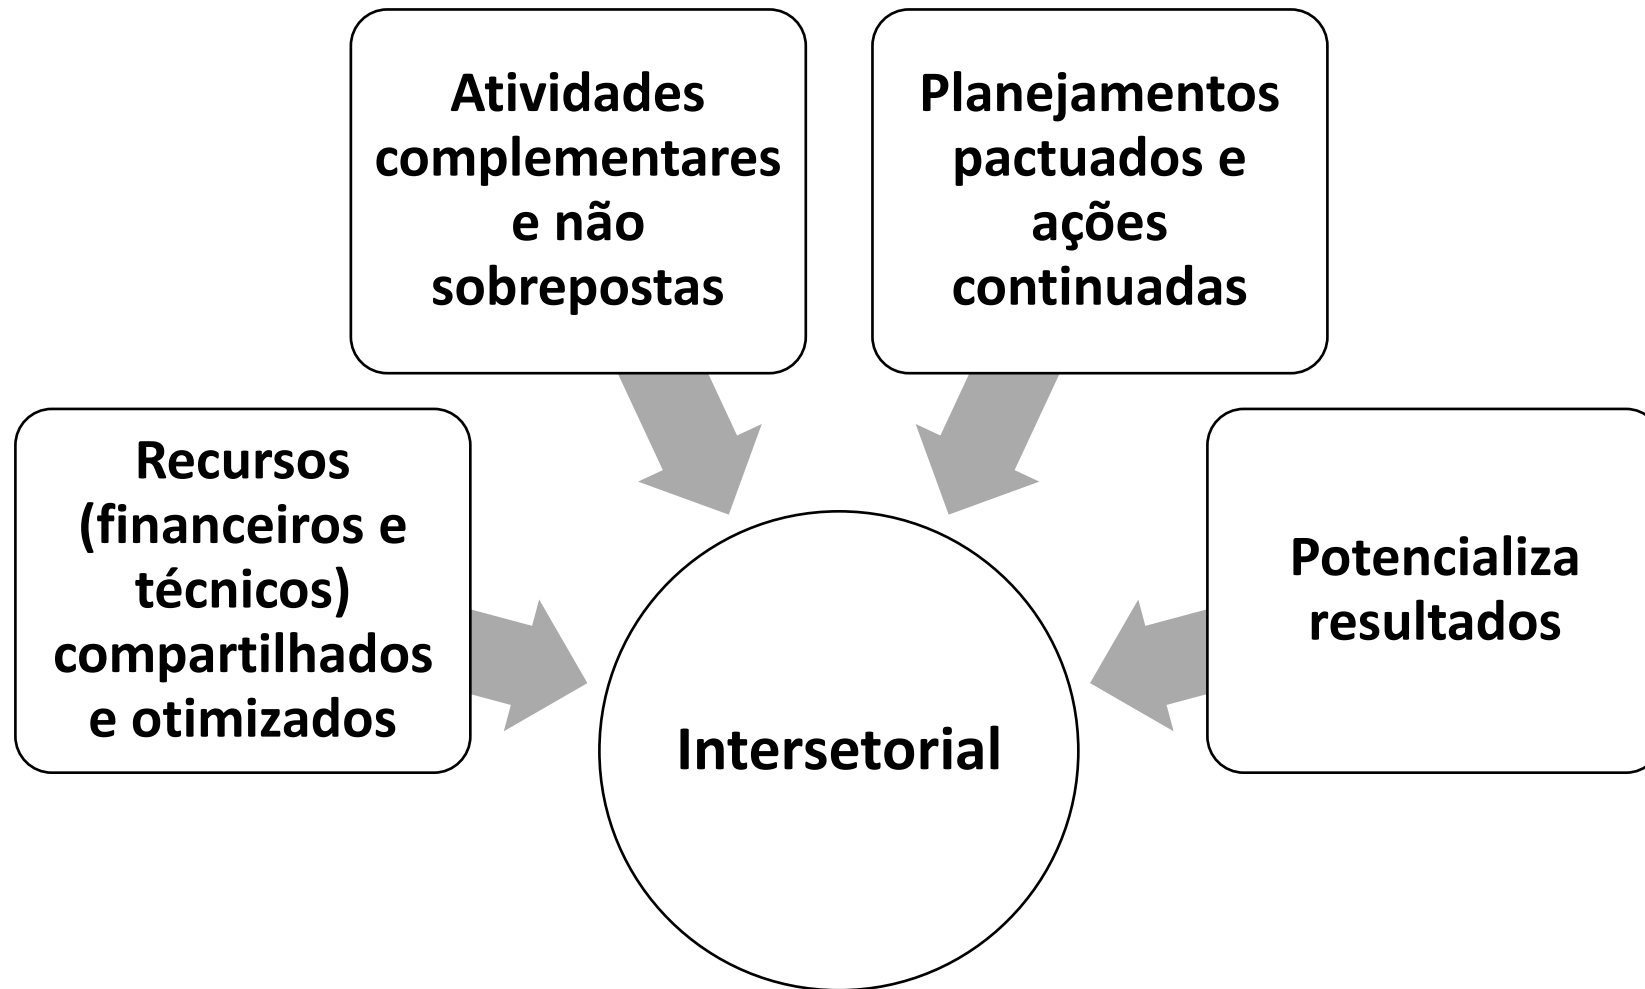 Atividades
complementares
e não
sobrepostas
Planejamentos
pactuados e
ações
continuadas
Recursos
(financeiros e
técnicos)
compartilhados
e otimizados
Potencializa
resultados
Intersetorial